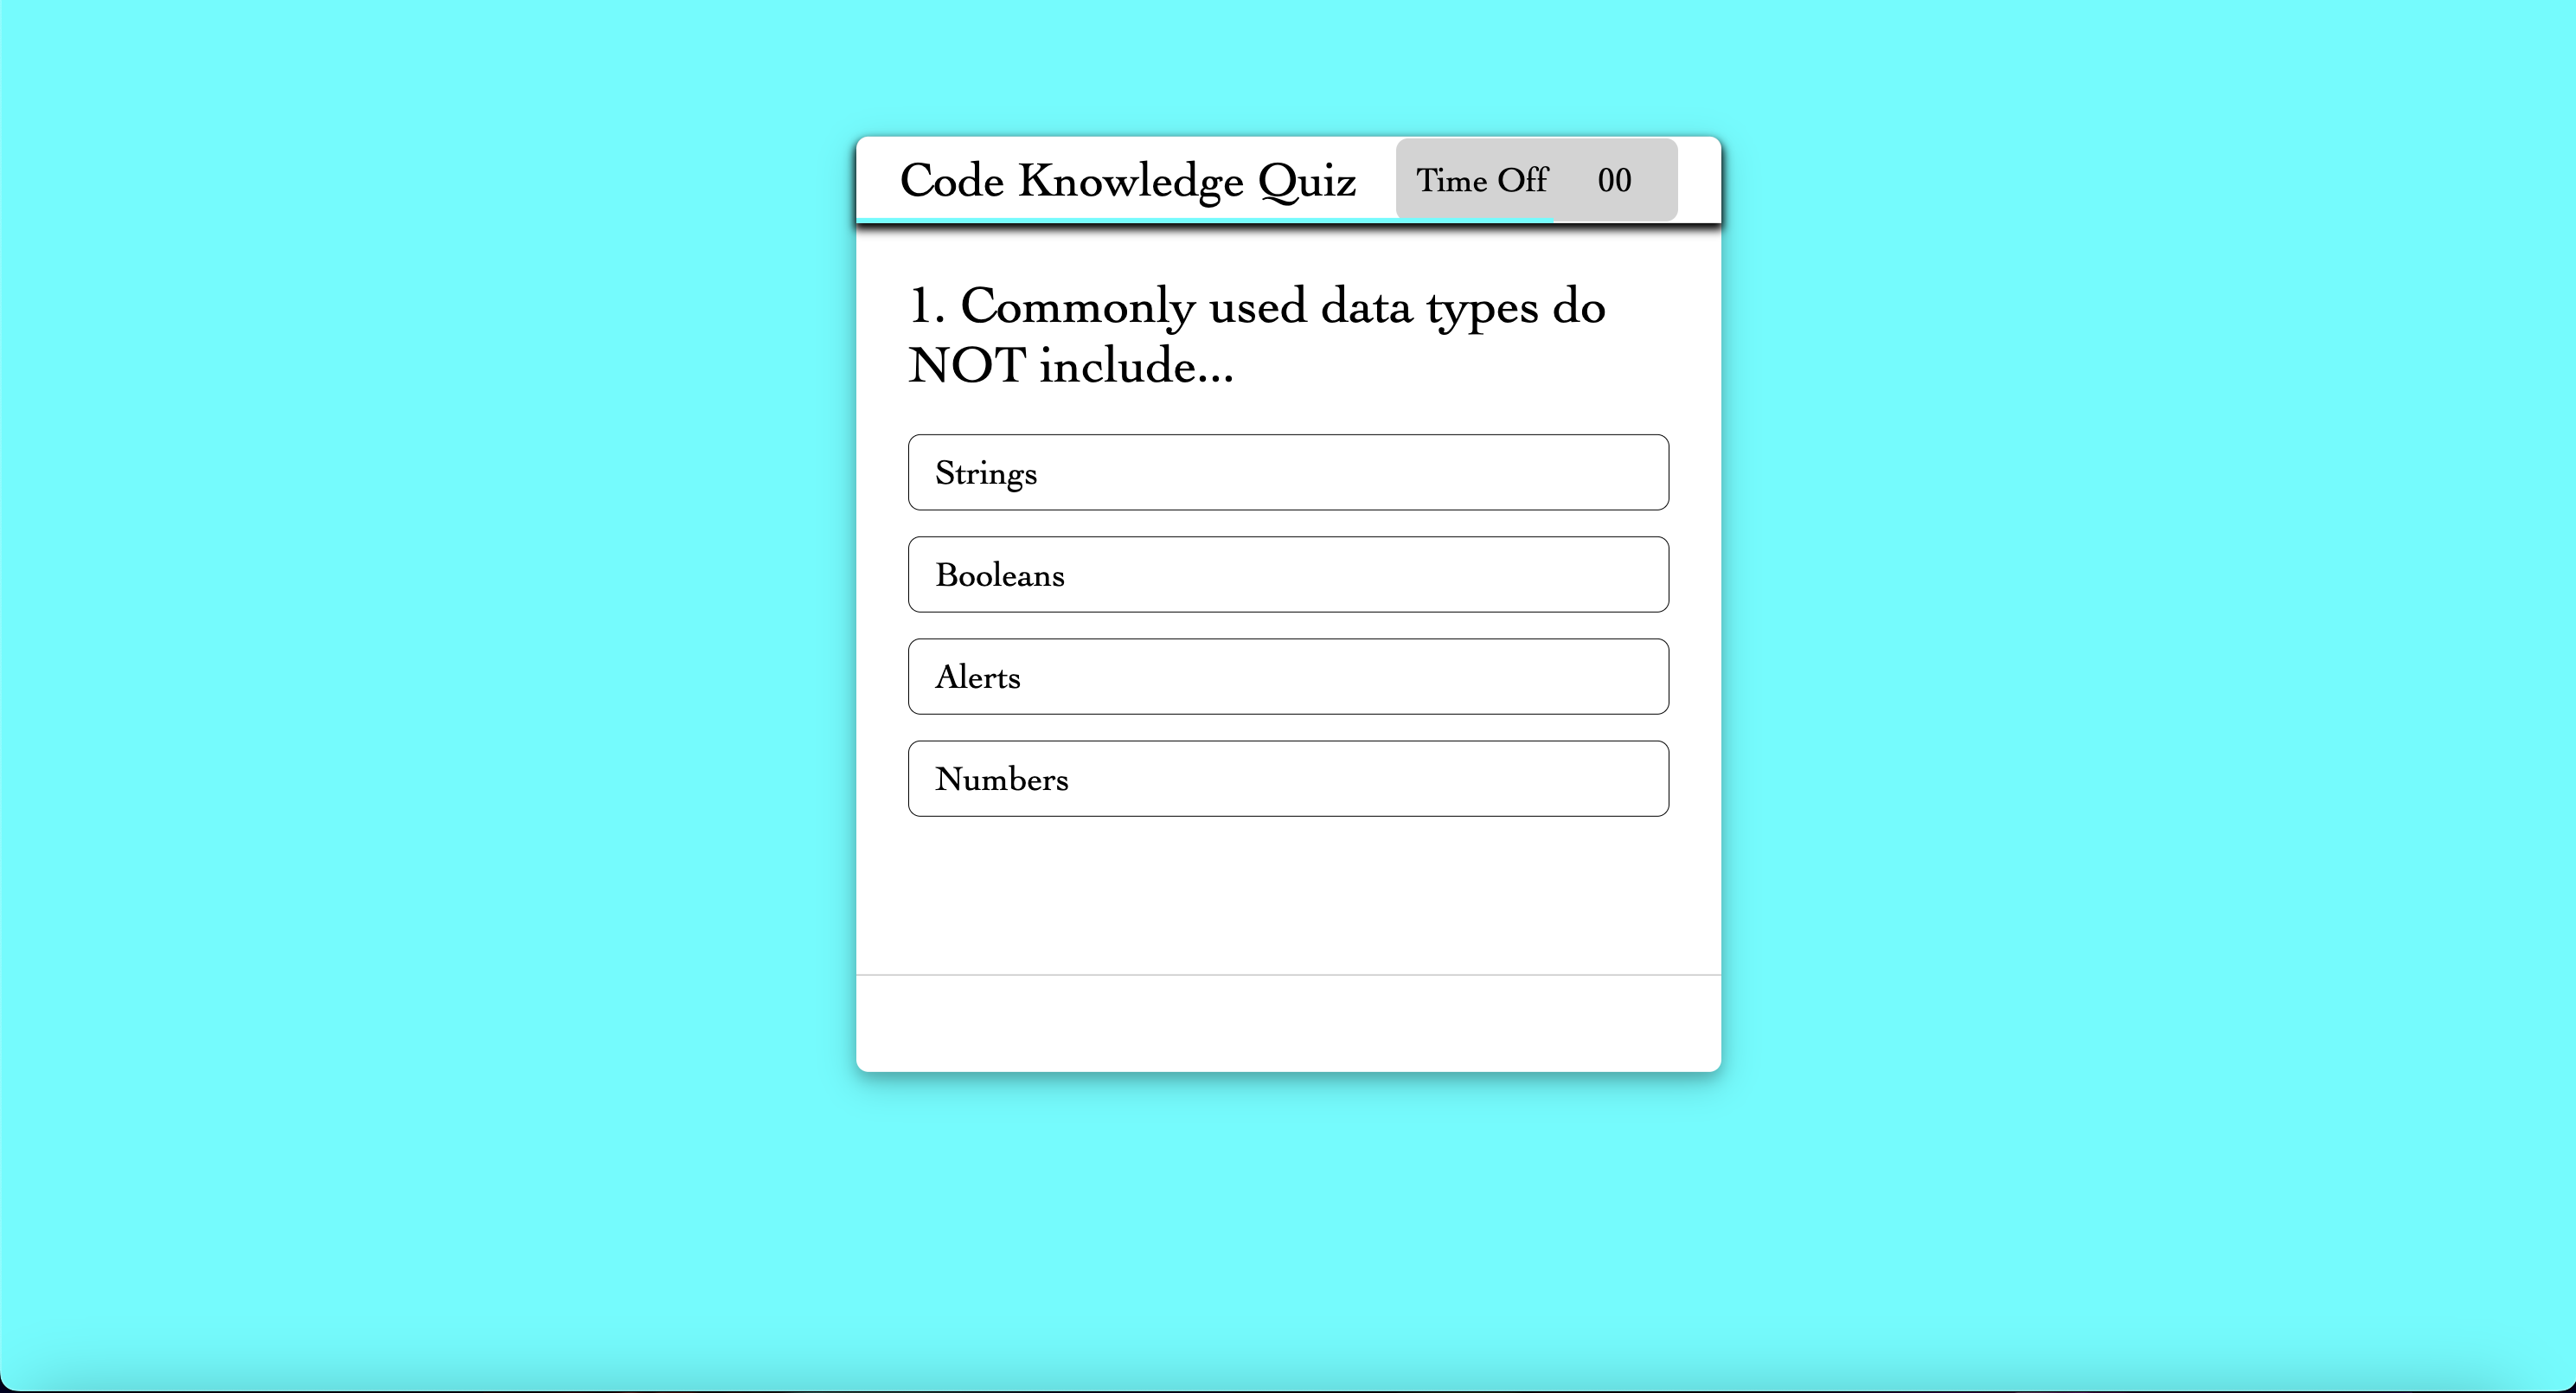 Code Knowledge Quiz
Time Off 00
1. Commonly used data types do
NOT include...
Strings
Booleans
Alerts
Numbers